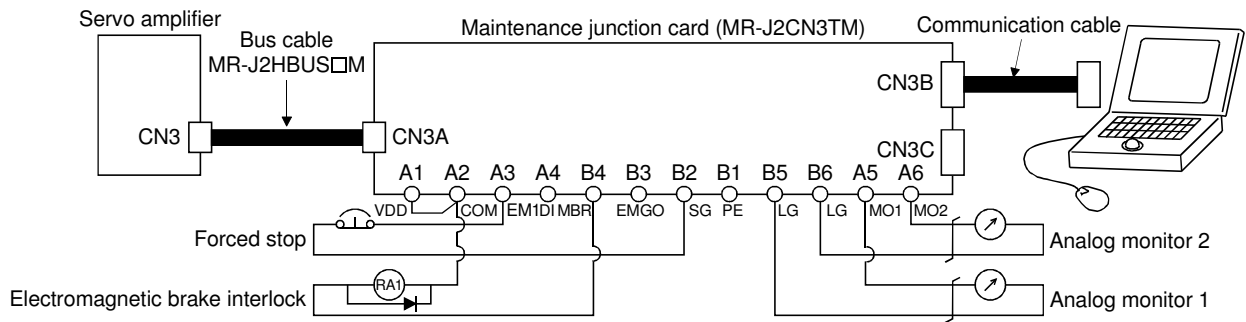 Servo amplifier
Bus cable
MR-J2HBUS□M
Maintenance junction card (MR-J2CN3TM)
Communication cable
CN3B
CN3
CN3A
CN3C
A1 A2 A3 A4 B4 B3 B2 B1 B5 B6 A5 A6
VDD COM EM1 DI MBR EMGO SG PE LG LG MO1 MO2
Forced stop
Analog monitor 2
RA1
Electromagnetic brake interlock
Analog monitor 1